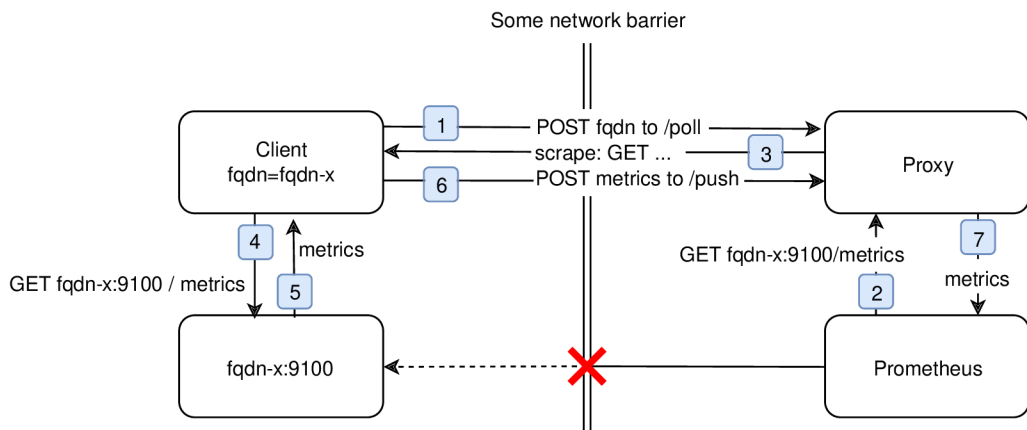 Some network barrier
1
POST fqdn to /poll
Client
fqdn=fqdn-x
scrape: GET ...
3
Proxy
6
POST metrics to /push
4
metrics
7
GET fqdn-x:9100/metrics
GET fqdn-x:9100 / metrics
5
2
metrics
fqdn-x:9100
Prometheus